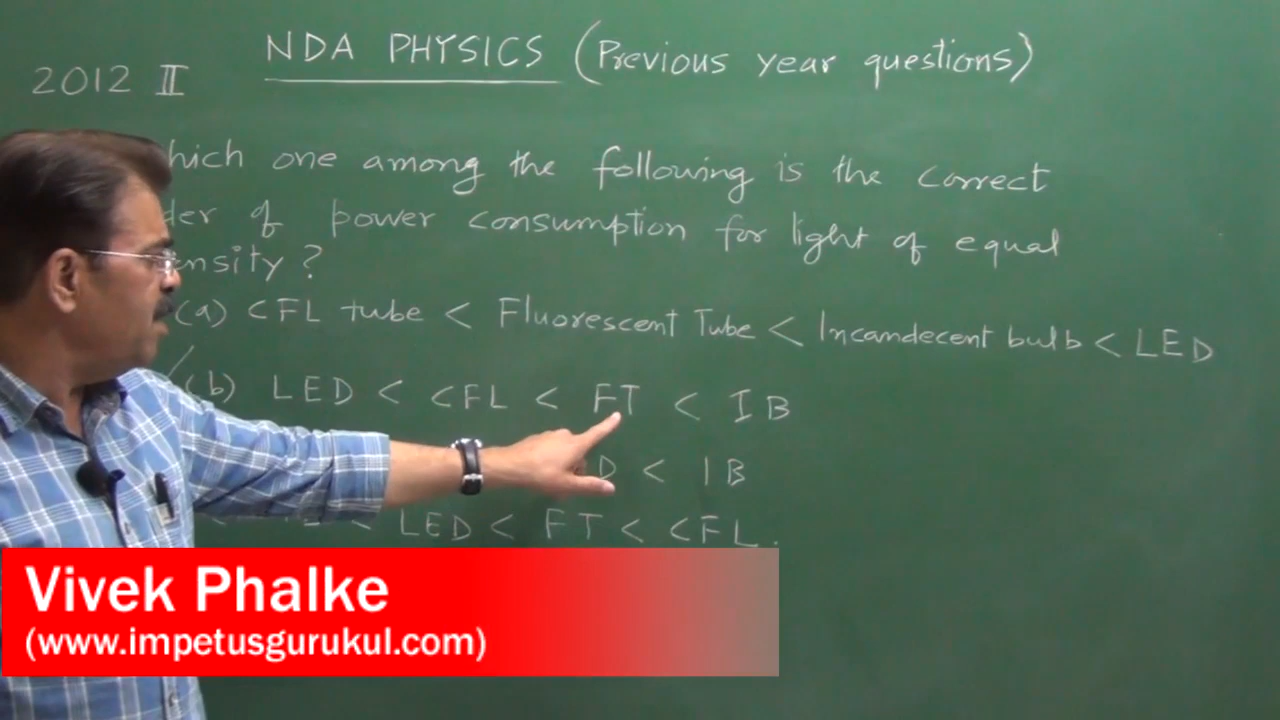 NDA PHYSICS (Previous year questions)
2012 II
hich one among the following is the correct
der of power consumption for light of equal
ensity ?
(a) CFL tube < Fluorescent Tube < Incandecent bulb < LED
(b) LED < CFL < FT < IB
D < IB
< LED < FT < CFL.
Vivek Phalke
(www.impetusgurukul.com)